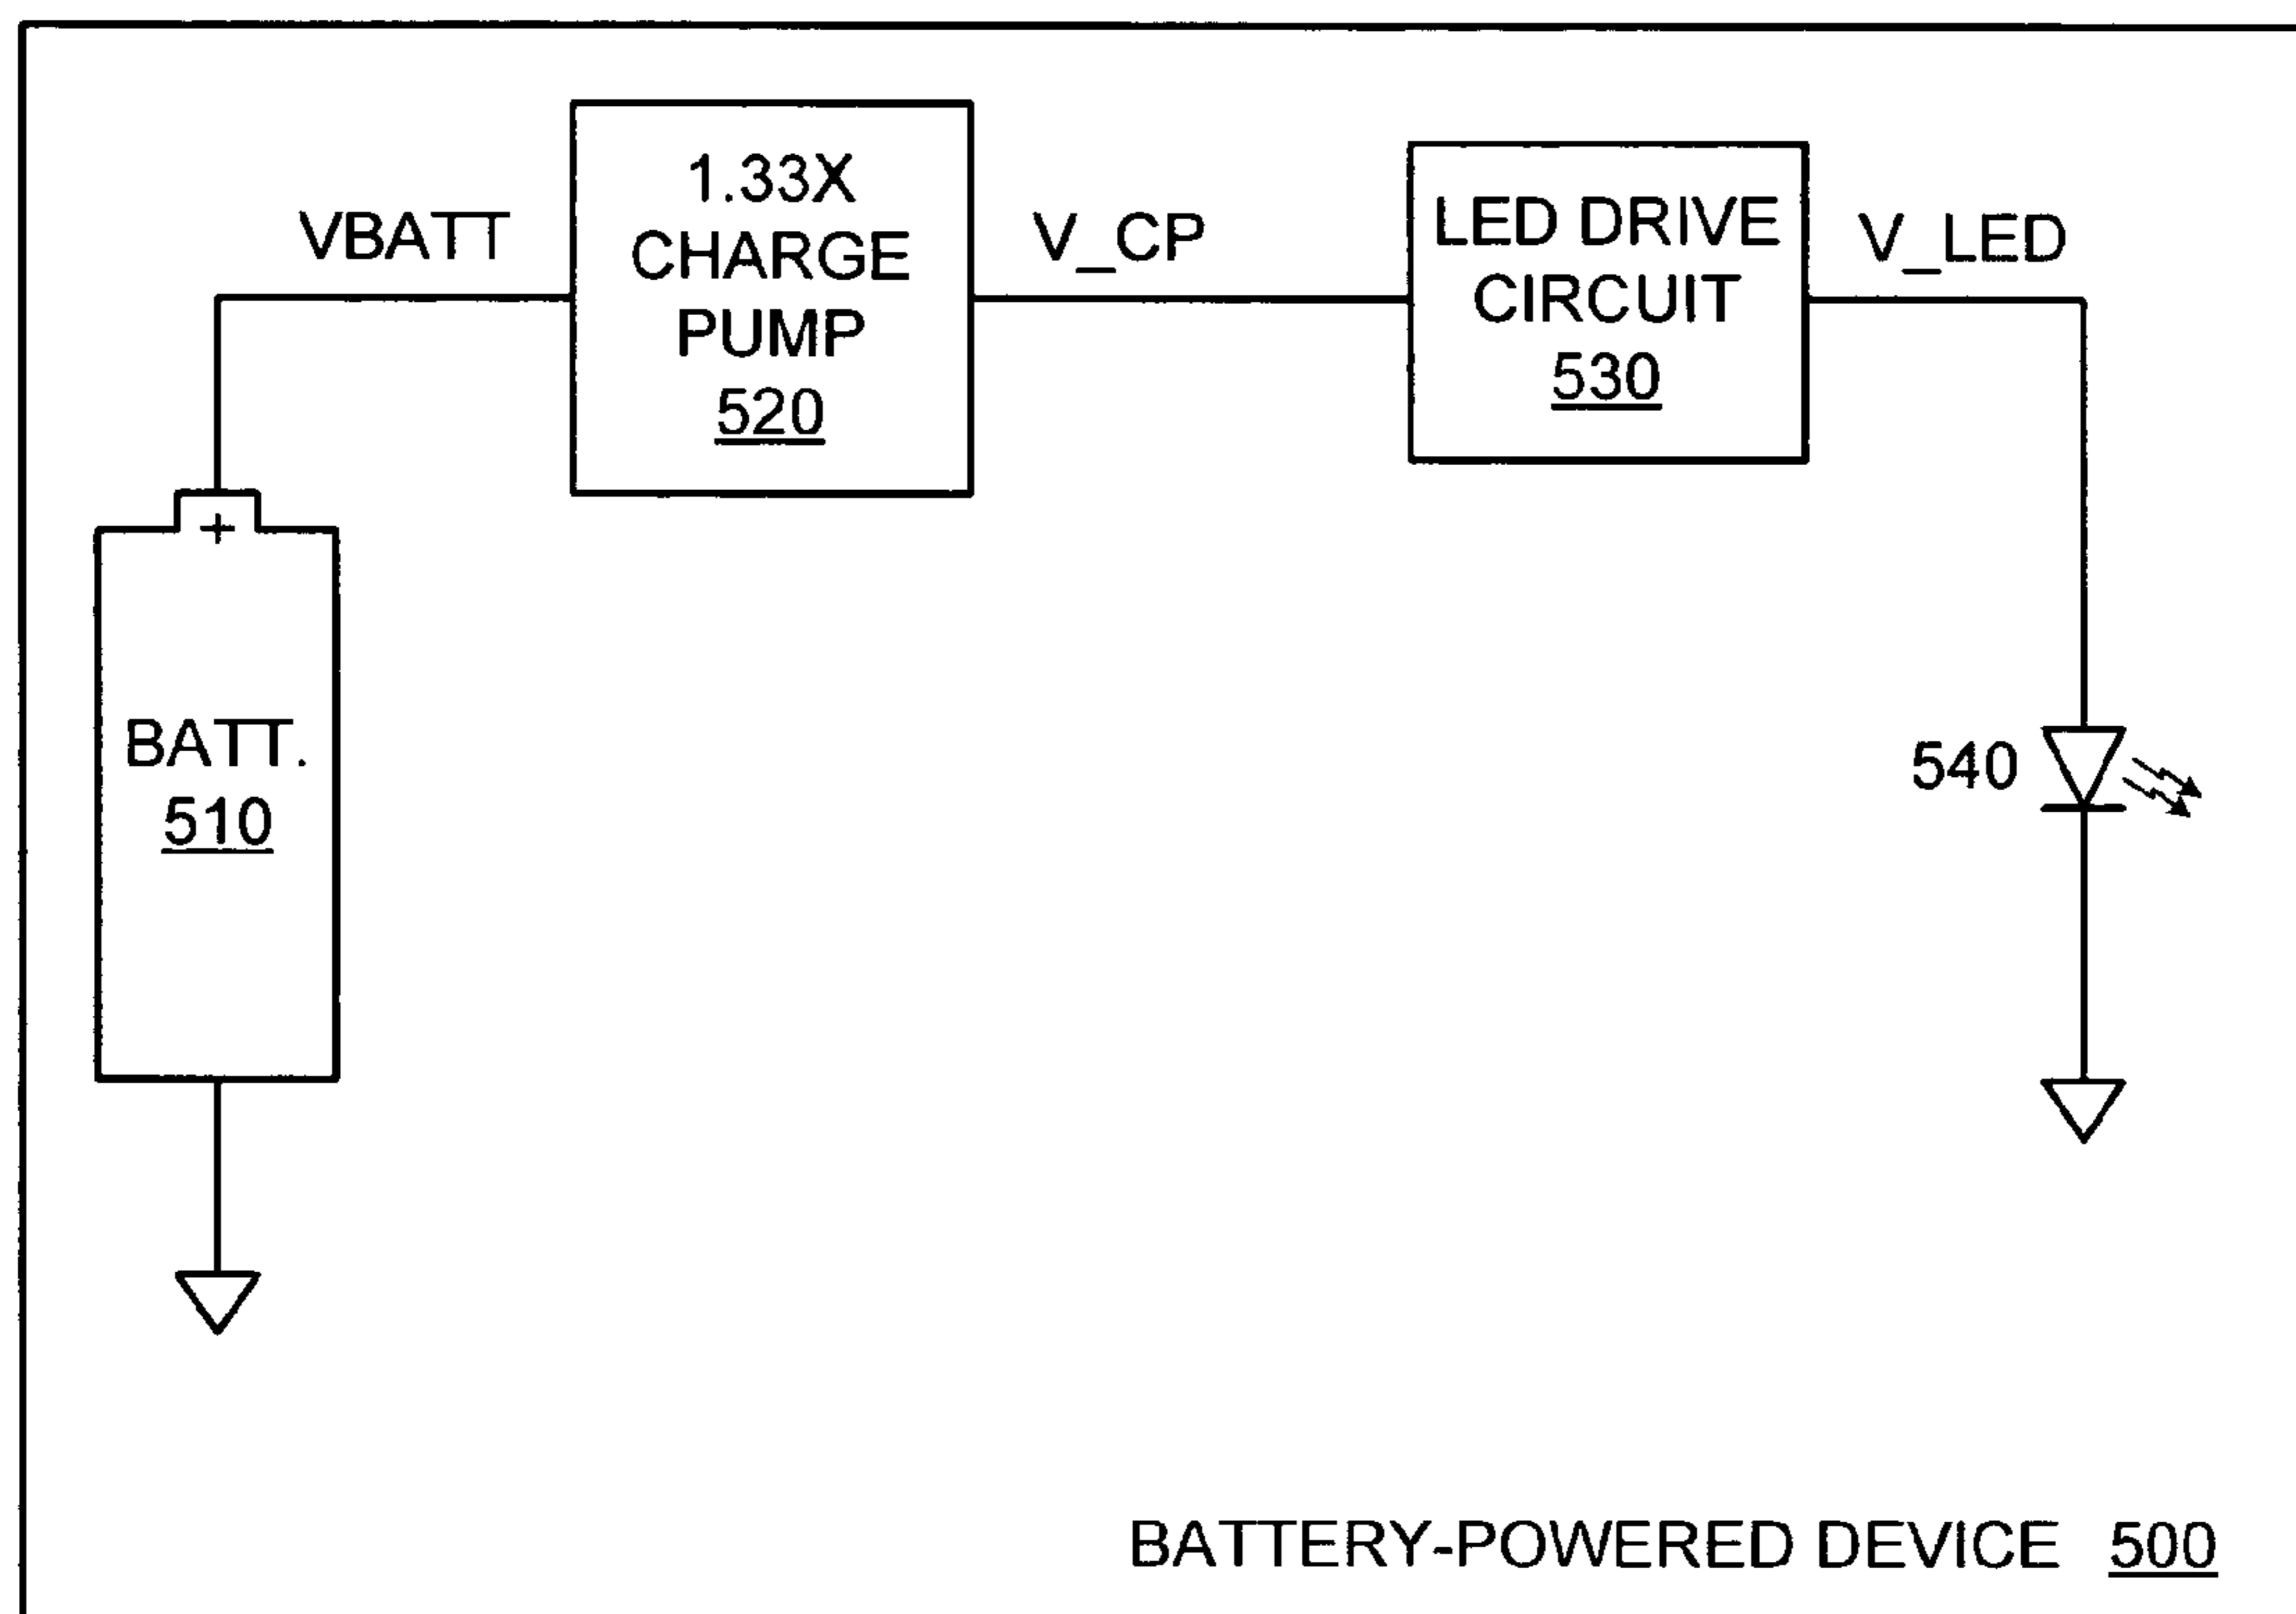 1.33X
CHARGE
PUMP
520
VBATT
V_CP
LED DRIVE
CIRCUIT
530
V_LED
+
BATT.
510
540
BATTERY-POWERED DEVICE 500